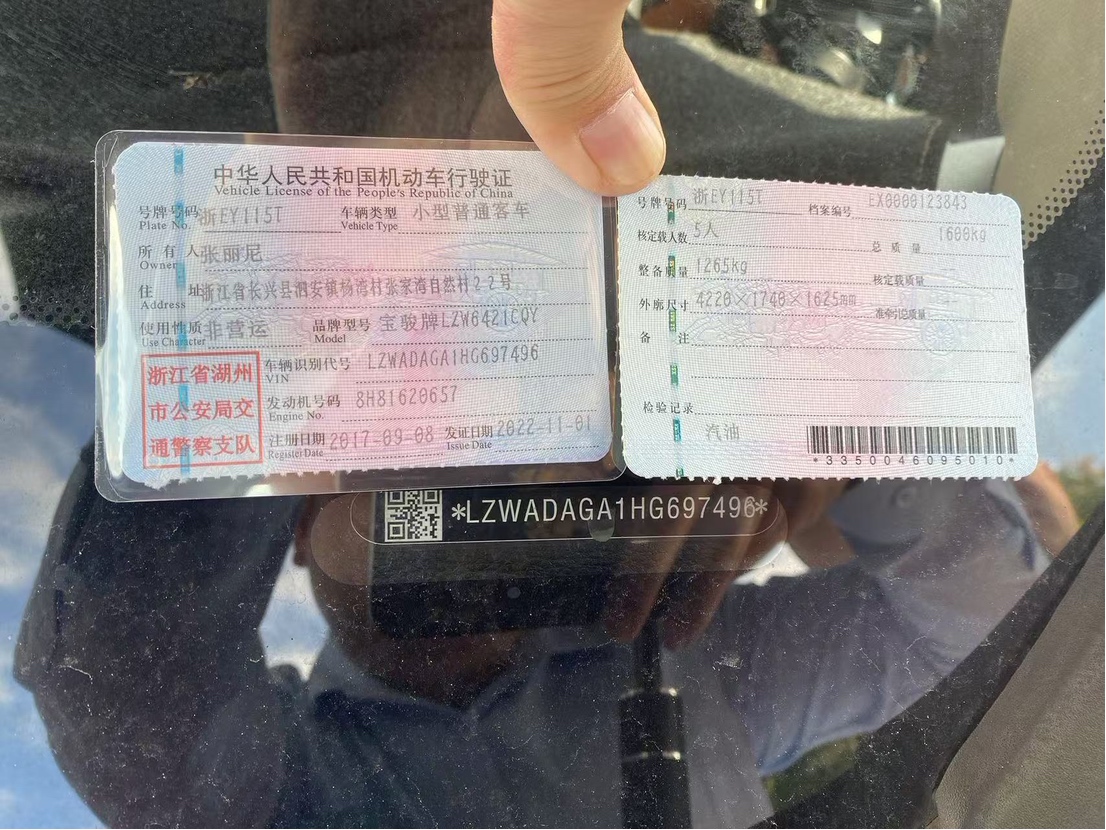 中华人民共和国机动车行驶证
Vehicle License of the People's Republic of China
号牌号码 浙EY115T 车辆类型 小型普通客车
Plate No. Vehicle Type
所有人 张丽尼
Owner
住址 浙江省长兴县泗安镇杨湾村张家湾自然村22号
Address
使用性质 非营运 品牌型号 宝骏牌LZW6421CQY
Use Character Model
浙江省湖州
市公安局交
通警察支队
车辆识别代号 LZWADAGA1HG697496
VIN
发动机号码 8H81620657
Engine No.
注册日期 2017-09-08 发证日期 2022-11-01
Register Date Issue Date
号牌号码 浙EY115T 档案编号 EX0000123843
核定载人数 5人 总质量 1600kg
整备质量 1265kg 核定载质量
外廓尺寸 4220×1740×1625毫米 准牵引总质量
备注
检验记录
汽油
*3350046095010*
*LZWADAGA1HG697496*